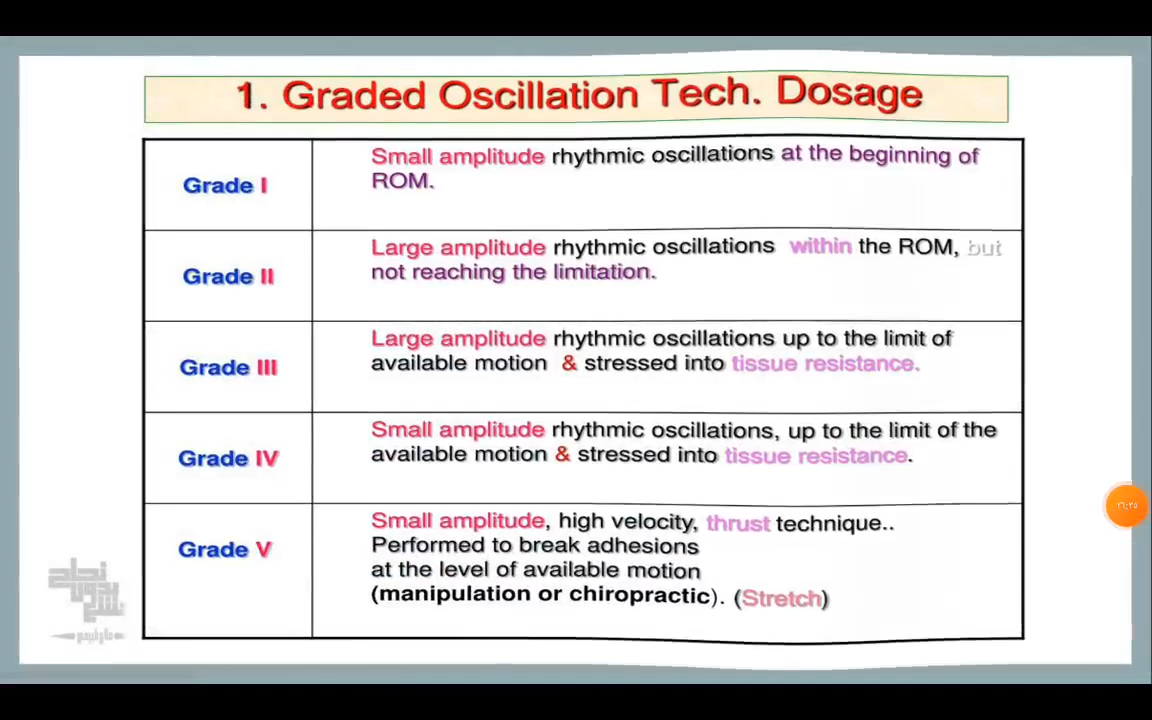 1. Graded Oscillation Tech. Dosage
Grade I
Small amplitude rhythmic oscillations at the beginning of
ROM.
Grade II
Large amplitude rhythmic oscillations within the ROM, but
not reaching the limitation.
Grade III
Large amplitude rhythmic oscillations up to the limit of
available motion & stressed into tissue resistance.
Grade IV
Small amplitude rhythmic oscillations, up to the limit of the
available motion & stressed into tissue resistance.
Grade V
Small amplitude, high velocity, thrust technique..
Performed to break adhesions
at the level of available motion
(manipulation or chiropractic). (Stretch)
٢٦:٢٥